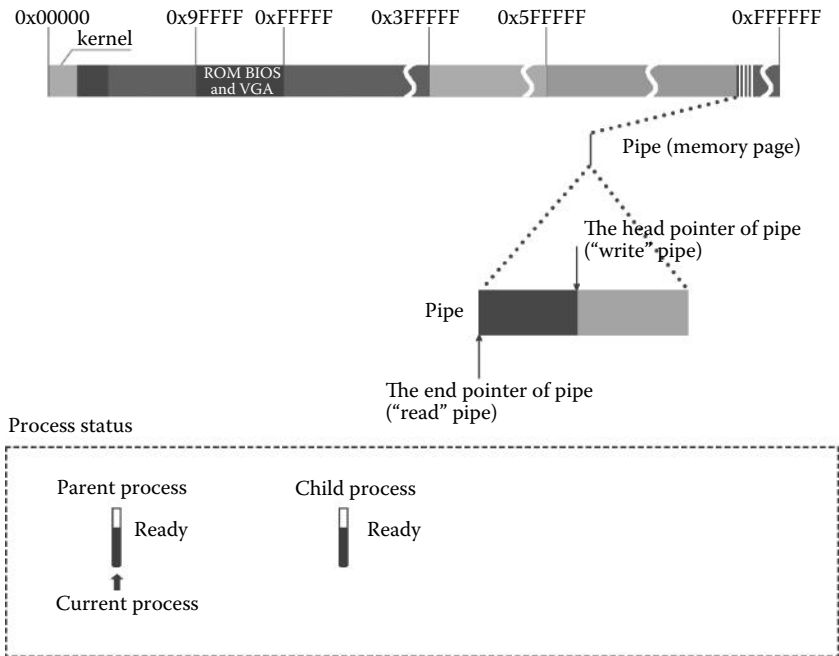 0x00000 0x9FFFF 0xFFFFF 0x3FFFFF 0x5FFFFF 0xFFFFFF
kernel
ROM BIOS
and VGA
Pipe (memory page)
The head pointer of pipe
(“write” pipe)
Pipe
The end pointer of pipe
(“read” pipe)
Process status
Parent process Child process
Ready Ready
Current process